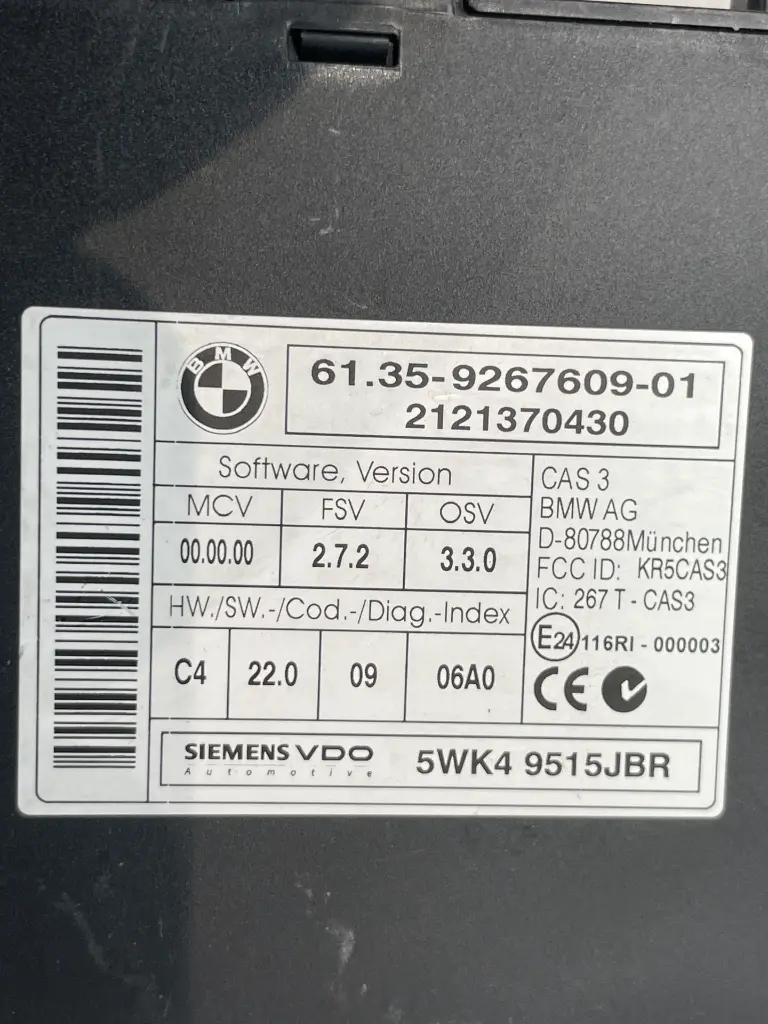 BMW
61.35-9267609-01
2121370430
Software, Version
MCV FSV OSV
00.00.00 2.7.2 3.3.0
HW./SW.-/Cod.-/Diag.-Index
C4 22.0 09 06A0
CAS 3
BMW AG
D-80788München
FCC ID: KR5CAS3
IC: 267 T - CAS3
E24 116RI - 000003
CE
SIEMENS VDO
Automotive
5WK4 9515JBR